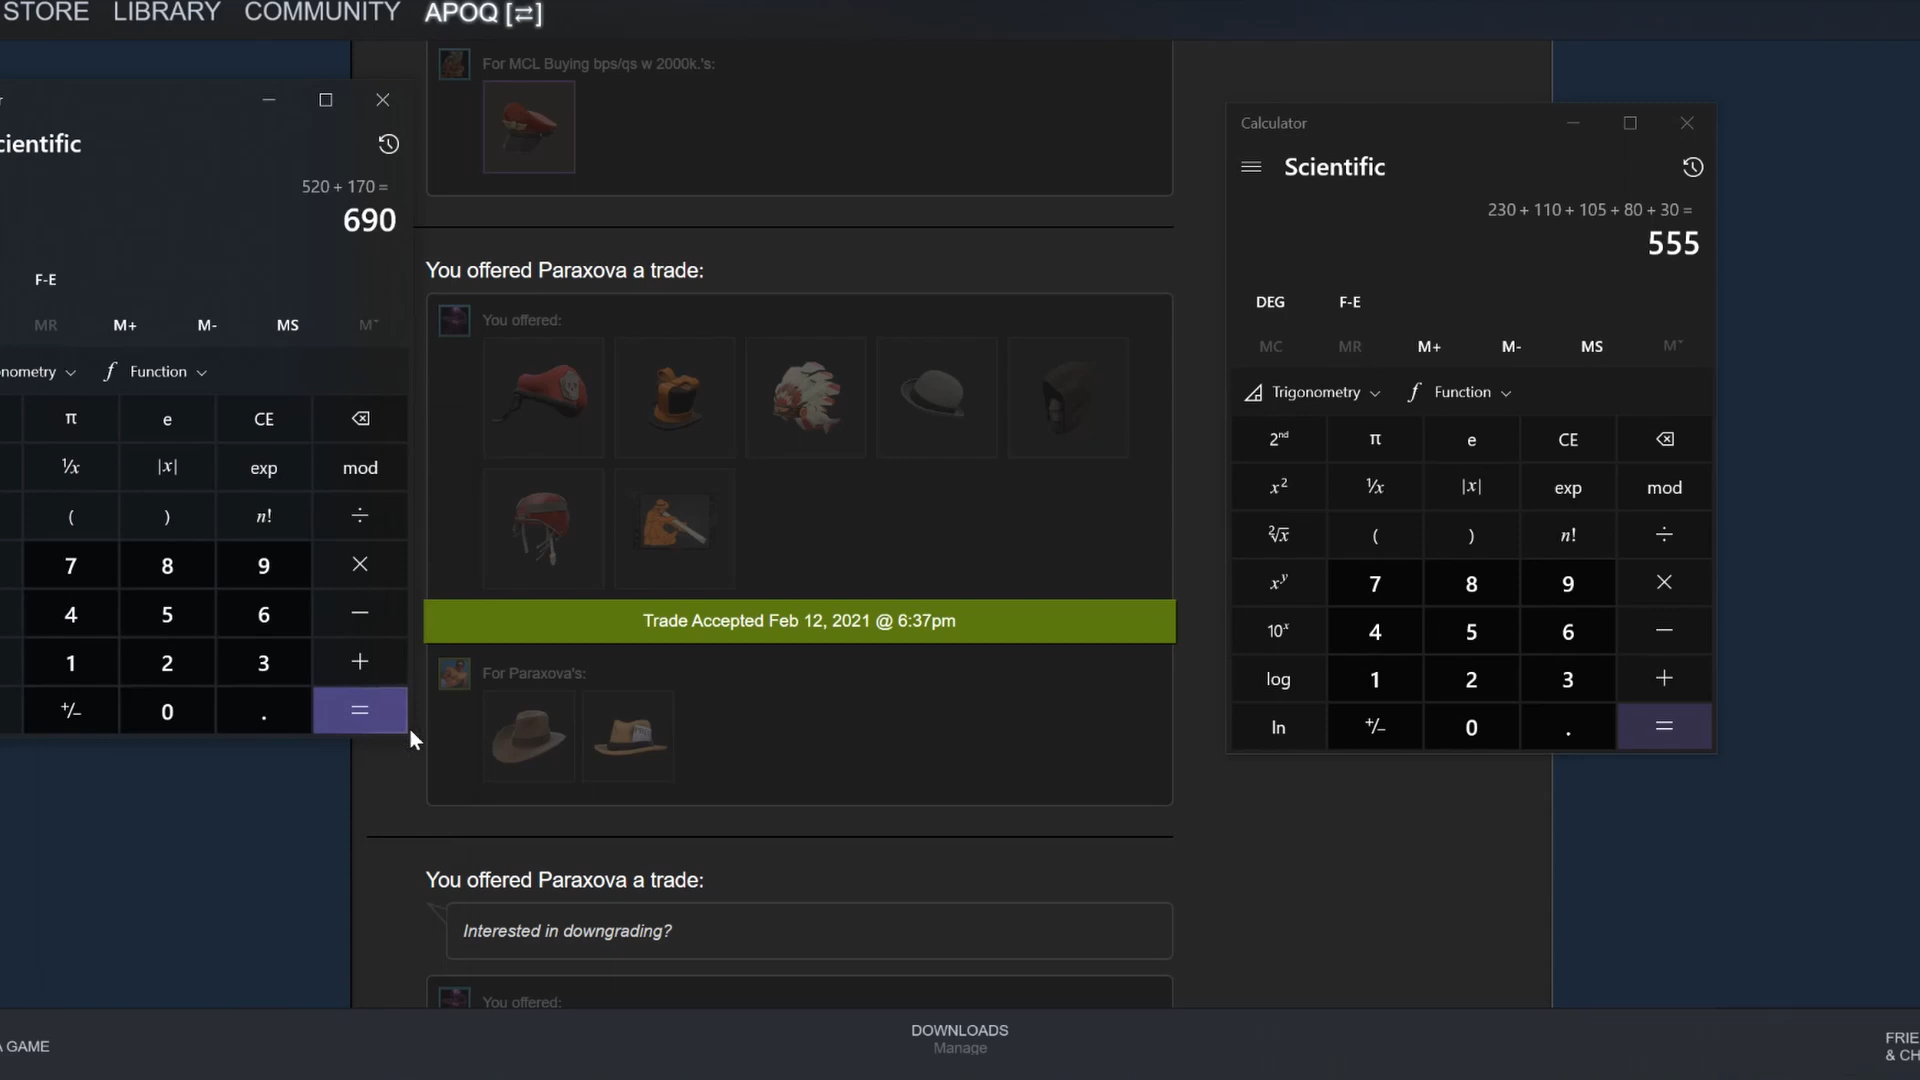 STORE LIBRARY COMMUNITY APOQ [⇄]
For MCL Buying bps/qs w 2000k.'s:
r
cientific
520 + 170 =
690
F-E
MR M+ M- MS M˅
nometry f Function
π e CE
¹/x |x| exp mod
( ) n! ÷
7 8 9 ×
4 5 6 −
1 2 3 +
+/− 0 . =
You offered Paraxova a trade:
You offered:
Trade Accepted Feb 12, 2021 @ 6:37pm
For Paraxova's:
You offered Paraxova a trade:
Interested in downgrading?
You offered:
Calculator
Scientific
230 + 110 + 105 + 80 + 30 =
555
DEG F-E
MC MR M+ M- MS M˅
Trigonometry f Function
2nd π e CE
x² ¹/x |x| exp mod
²√x ( ) n! ÷
xʸ 7 8 9 ×
10ˣ 4 5 6 −
log 1 2 3 +
ln +/− 0 . =
A GAME
DOWNLOADS
Manage
FRIE
& CH